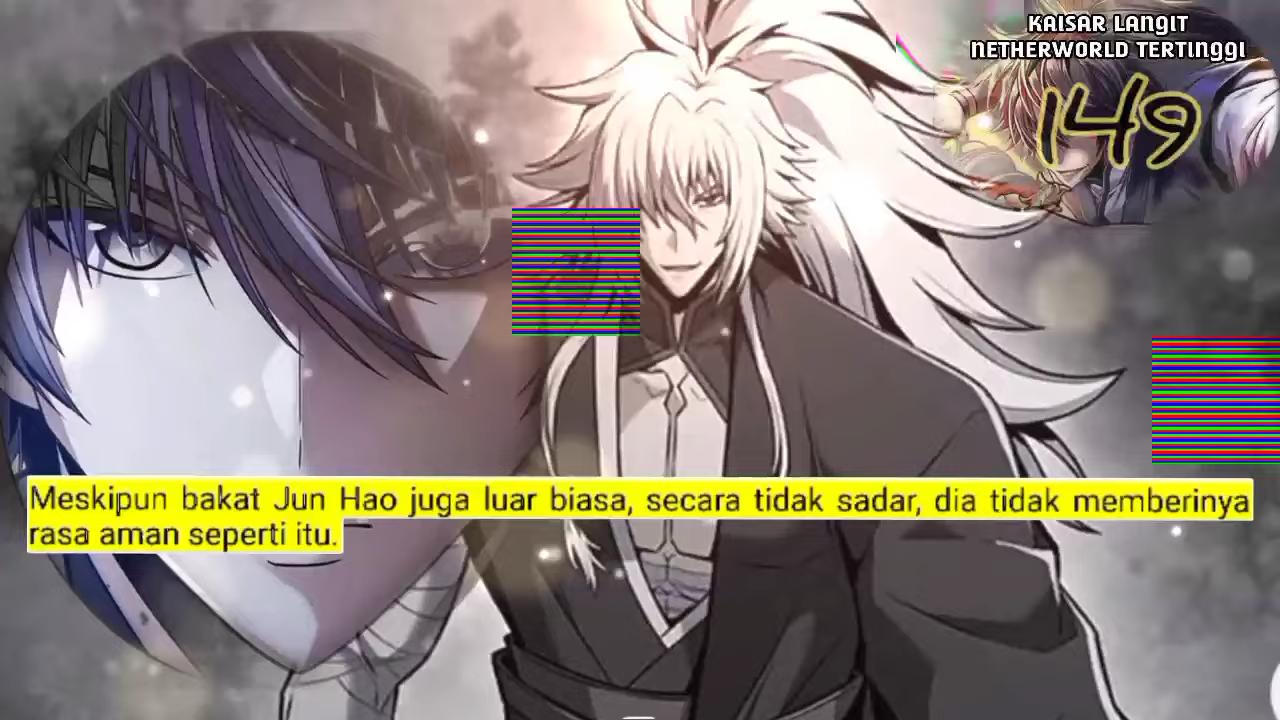 KAISAR LANGIT
NETHERWORLD TERTINGGI
149
Meskipun bakat Jun Hao juga luar biasa, secara tidak sadar, dia tidak memberinya
rasa aman seperti itu.